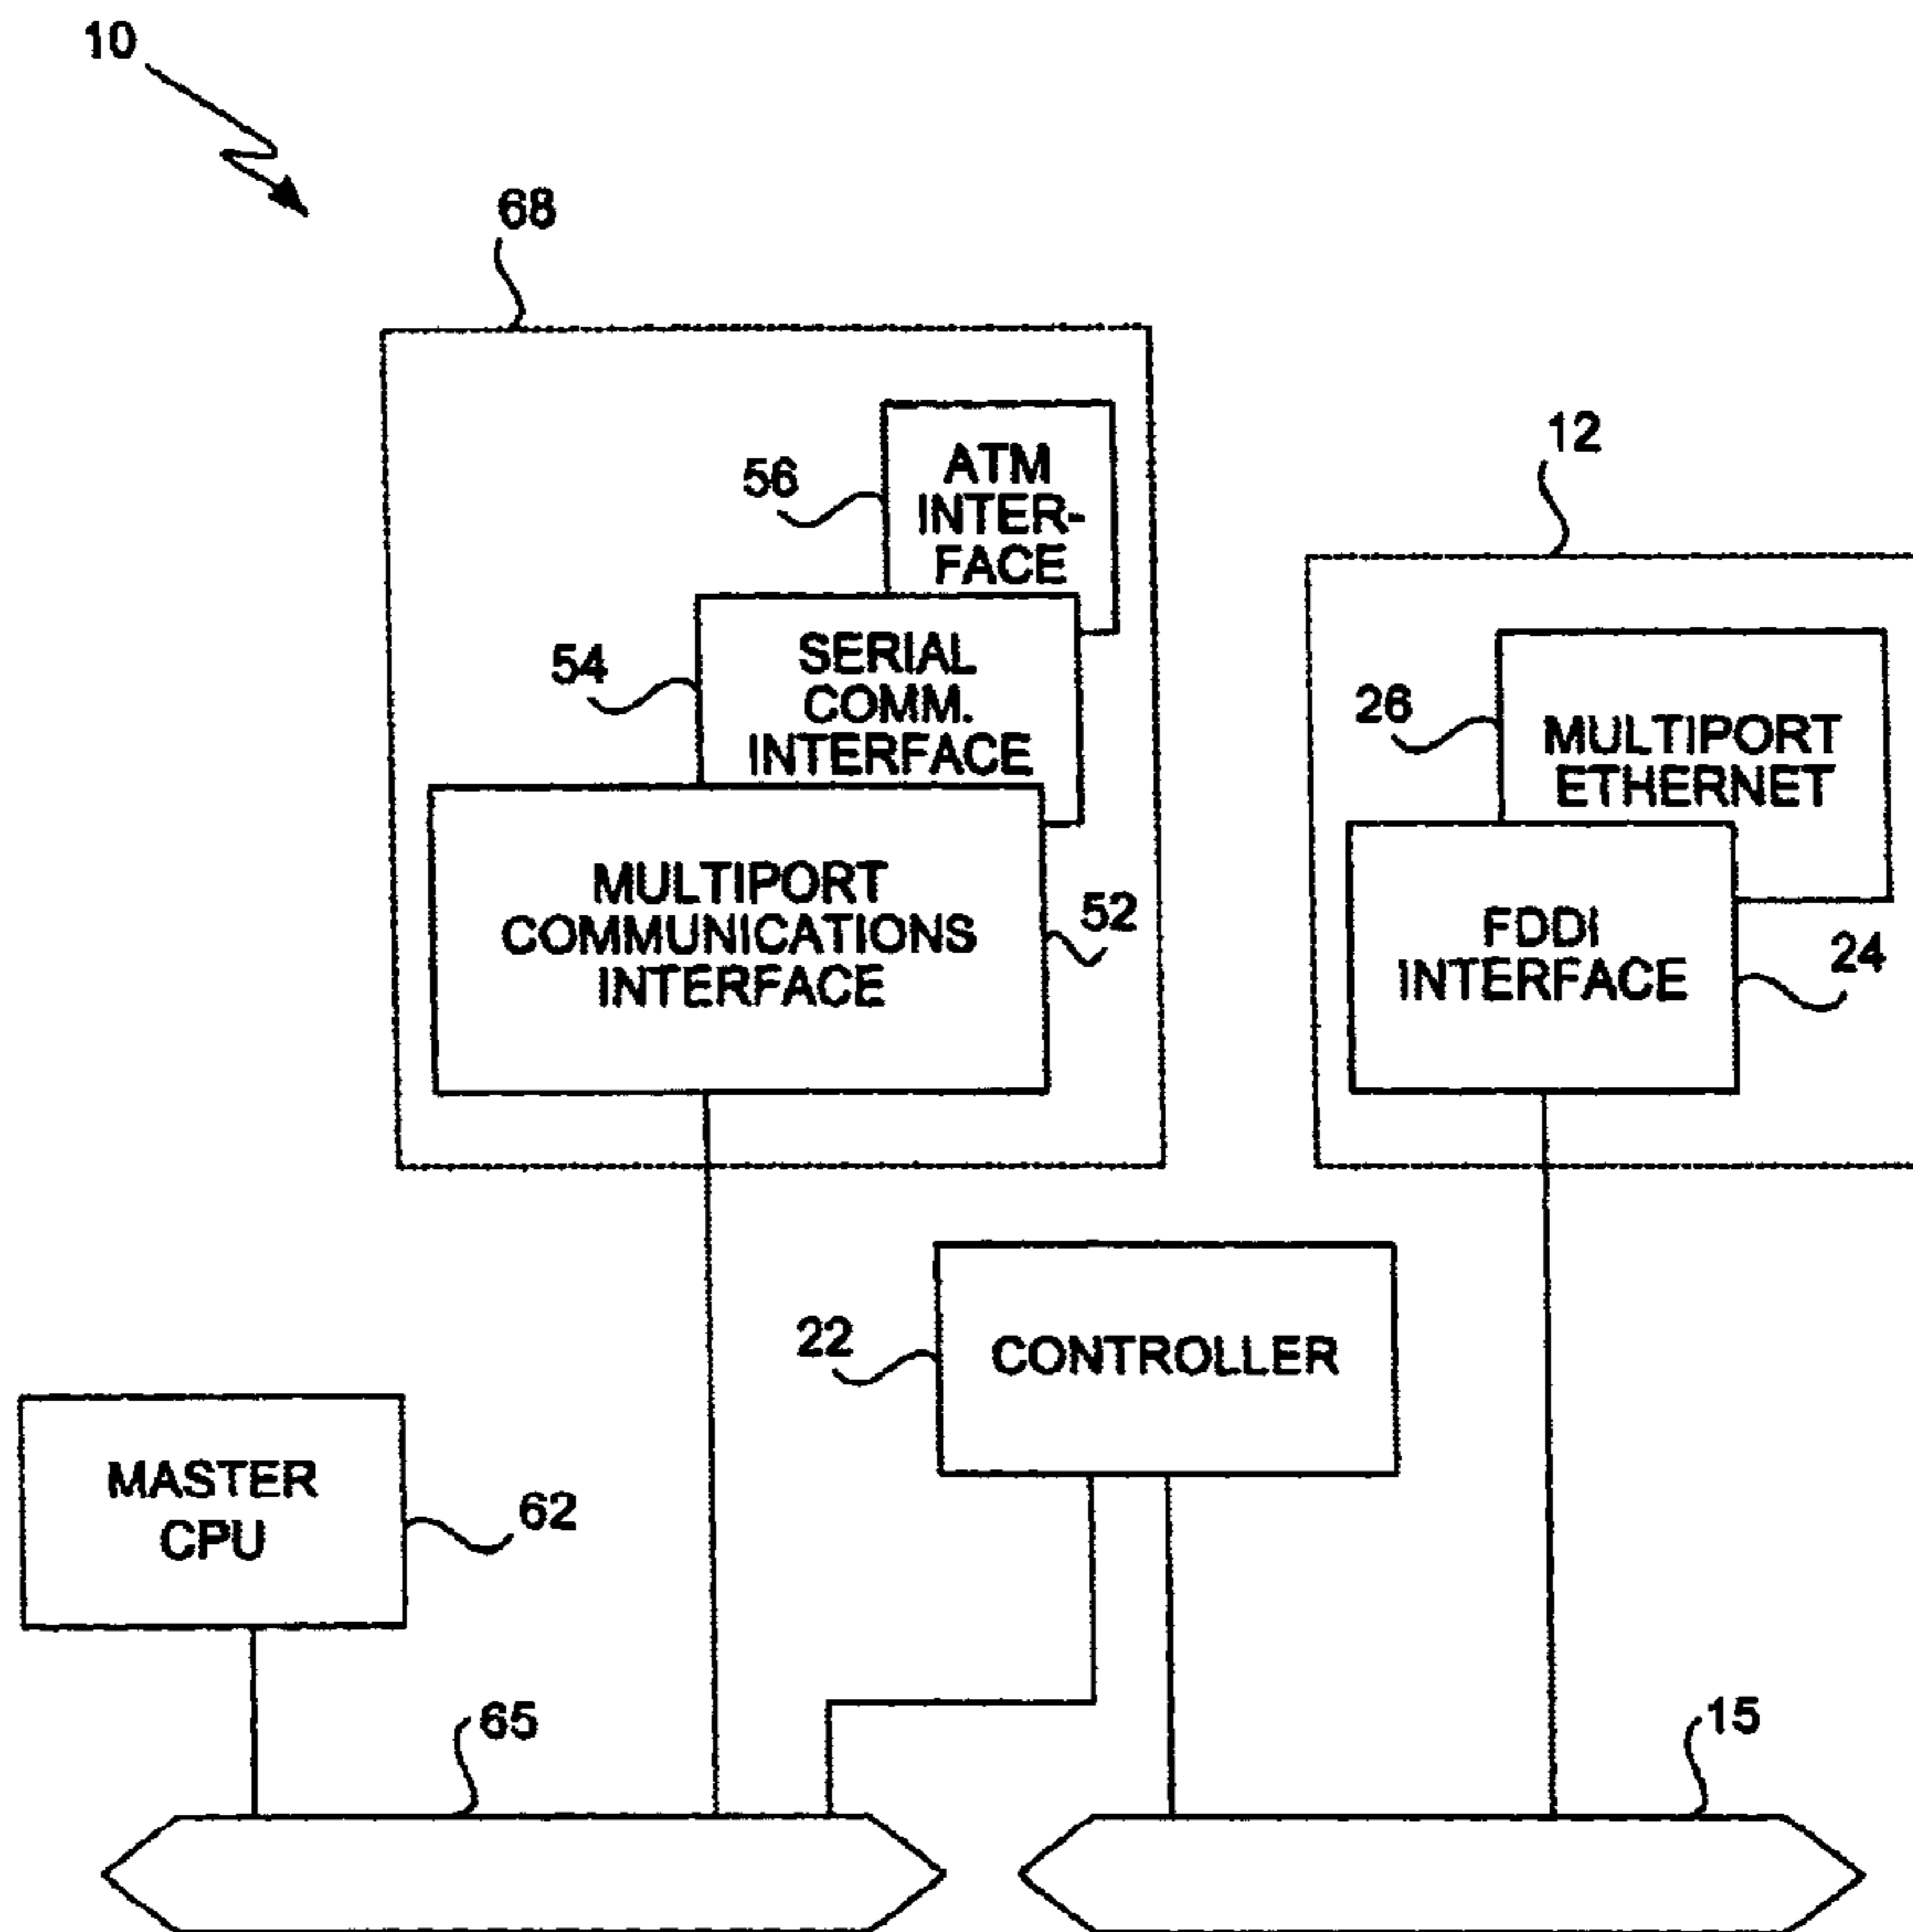 10
68
12
56
ATM
INTER-
FACE
54
SERIAL
COMM.
INTERFACE
26
MULTIPORT
ETHERNET
MULTIPORT
COMMUNICATIONS
INTERFACE
52
FDDI
INTERFACE
24
22
CONTROLLER
MASTER
CPU
62
65
15